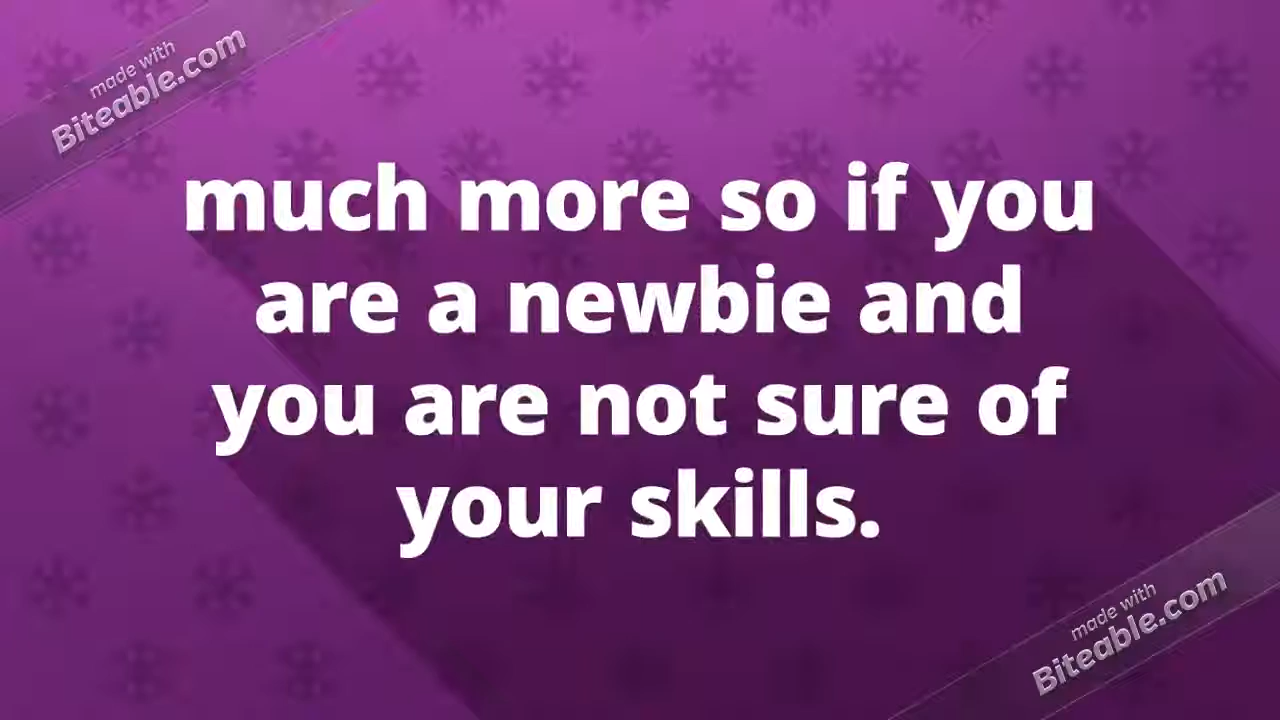 made with
Biteable.com
much more so if you
are a newbie and
you are not sure of
your skills.
made with
Biteable.com